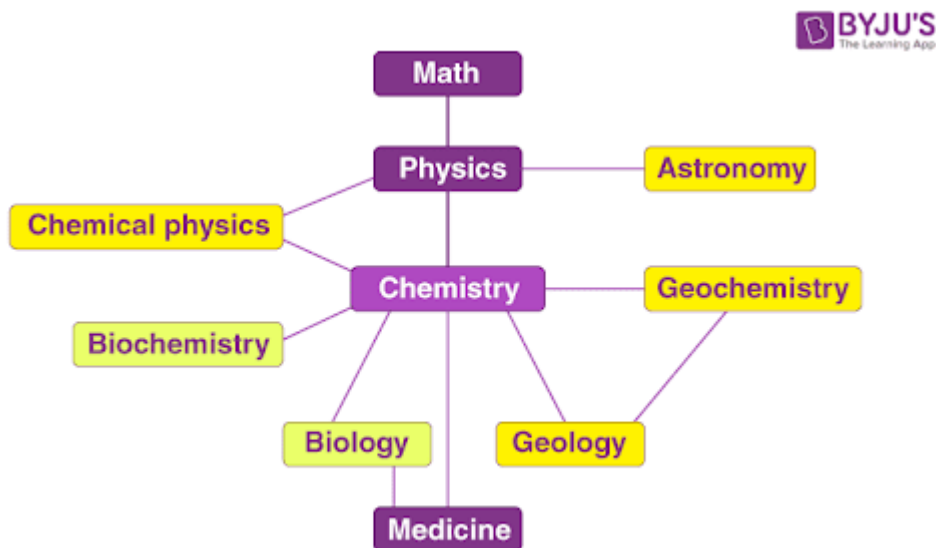 BYJU'S
The Learning App
Math
Physics
Astronomy
Chemical physics
Chemistry
Geochemistry
Biochemistry
Biology
Geology
Medicine